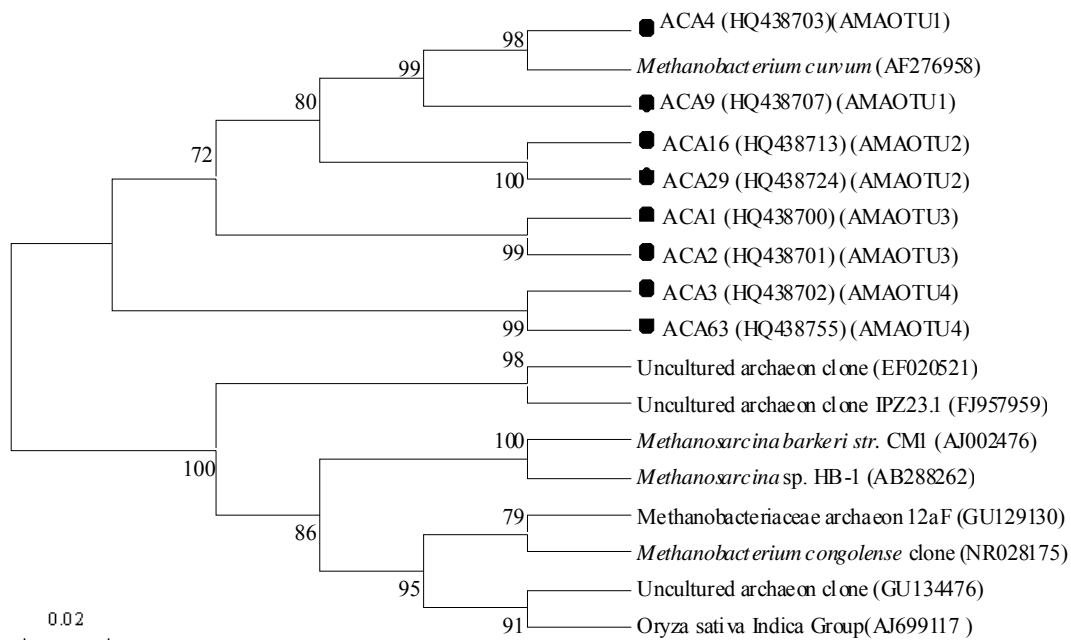 ACA4 (HQ438703)(AMAOTU1)
98
Methanobacterium curvum (AF276958)
99
ACA9 (HQ438707) (AMAOTU1)
80
ACA16 (HQ438713) (AMAOTU2)
72
100
ACA29 (HQ438724) (AMAOTU2)
ACA1 (HQ438700) (AMAOTU3)
99
ACA2 (HQ438701) (AMAOTU3)
ACA3 (HQ438702) (AMAOTU4)
99
ACA63 (HQ438755) (AMAOTU4)
98
Uncultured archaeon clone (EF020521)
Uncultured archaeon clone IPZ23.1 (FJ957959)
100
Methanosarcina barkeri str. CM1 (AJ002476)
100
Methanosarcina sp. HB-1 (AB288262)
79
Methanobacteriaceae archaeon 12aF (GU129130)
86
Methanobacterium congolense clone (NR028175)
95
Uncultured archaeon clone (GU134476)
91
Oryza sativa Indica Group(AJ699117 )
0.02